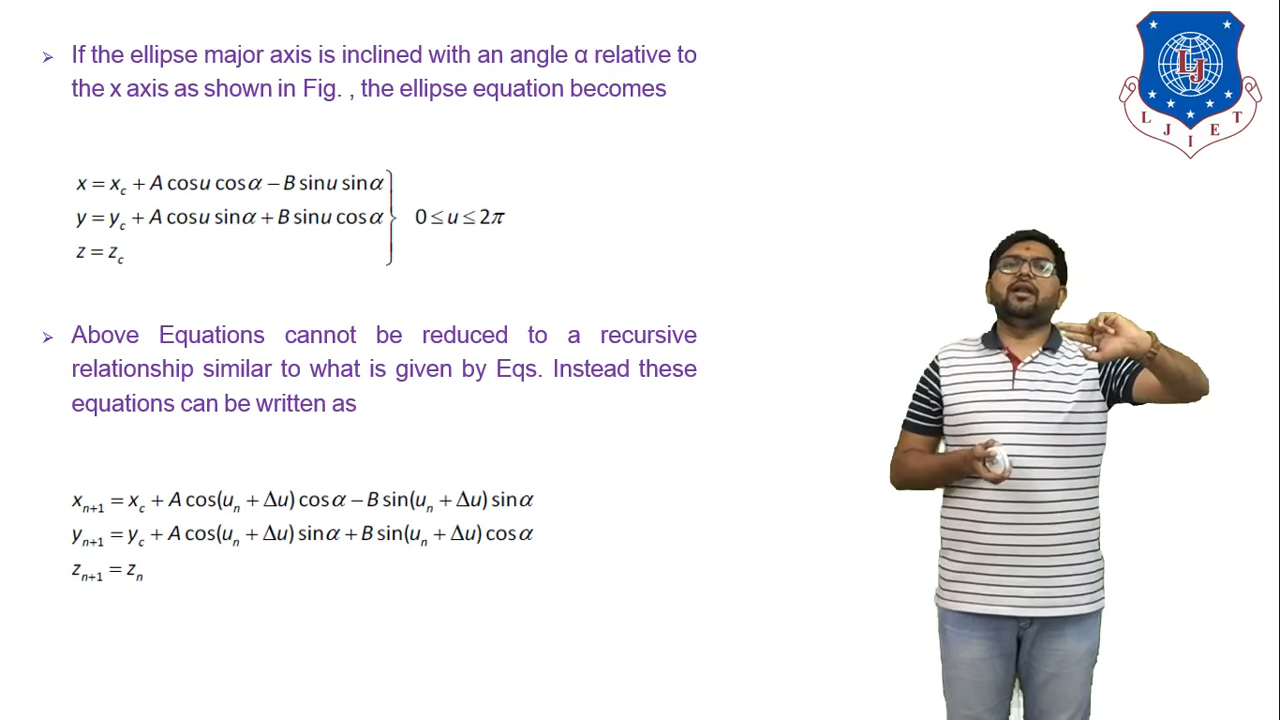 ➢ If the ellipse major axis is inclined with an angle α relative to
the x axis as shown in Fig. , the ellipse equation becomes
x = x_c + A cosu cosα − B sinu sinα
y = y_c + A cosu sinα + B sinu cosα } 0 ≤ u ≤ 2π
z = z_c
➢ Above Equations cannot be reduced to a recursive
relationship similar to what is given by Eqs. Instead these
equations can be written as
x_{n+1} = x_c + A cos(u_n + Δu) cosα − B sin(u_n + Δu) sinα
y_{n+1} = y_c + A cos(u_n + Δu) sinα + B sin(u_n + Δu) cosα
z_{n+1} = z_n
LJ
L J I E T